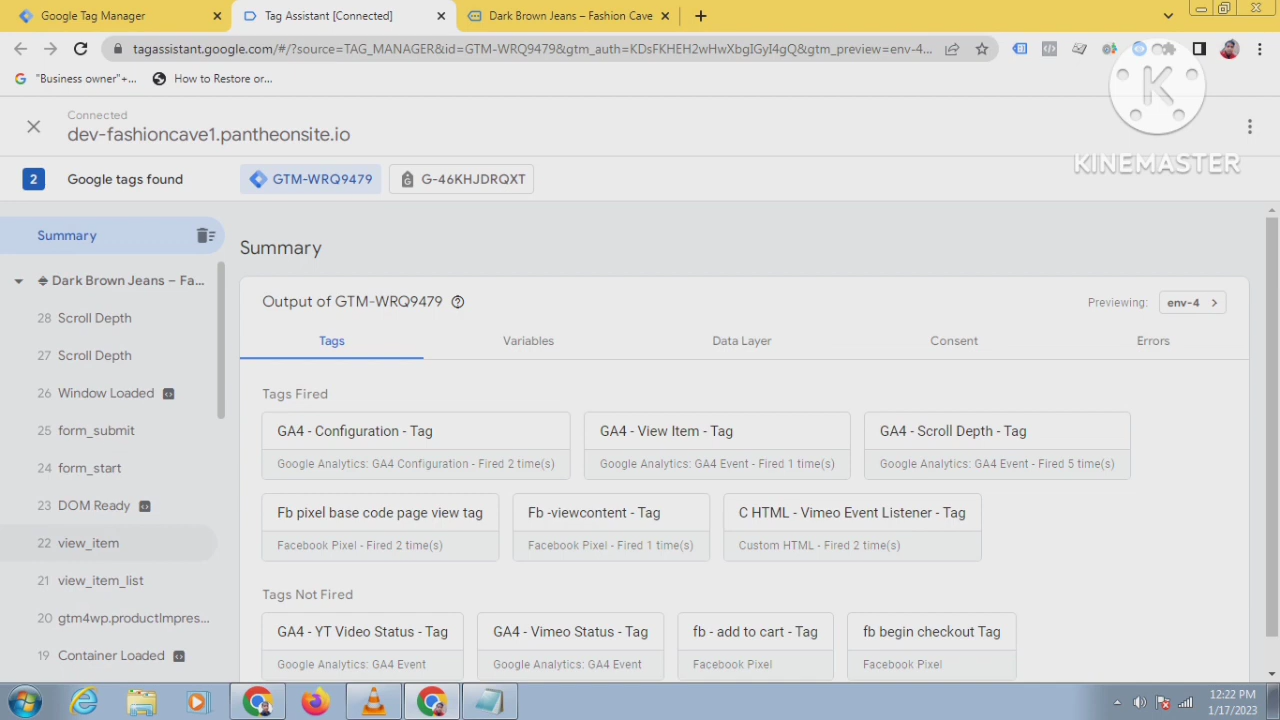 Google Tag Manager
Tag Assistant [Connected]
Dark Brown Jeans – Fashion Cave
tagassistant.google.com/#/?source=TAG_MANAGER&id=GTM-WRQ9479&gtm_auth=KDsFKHEH2wHwXbgIGyI4gQ&gtm_preview=env-4...
"Business owner"+...
How to Restore or...
Connected
dev-fashioncave1.pantheonsite.io
K
KINEMASTER
2
Google tags found
GTM-WRQ9479
G-46KHJDRQXT
Summary
Dark Brown Jeans – Fa...
28 Scroll Depth
27 Scroll Depth
26 Window Loaded
25 form_submit
24 form_start
23 DOM Ready
22 view_item
21 view_item_list
20 gtm4wp.productImpres...
19 Container Loaded
Summary
Output of GTM-WRQ9479
Previewing: env-4
Tags
Variables
Data Layer
Consent
Errors
Tags Fired
GA4 - Configuration - Tag
Google Analytics: GA4 Configuration - Fired 2 time(s)
GA4 - View Item - Tag
Google Analytics: GA4 Event - Fired 1 time(s)
GA4 - Scroll Depth - Tag
Google Analytics: GA4 Event - Fired 5 time(s)
Fb pixel base code page view tag
Facebook Pixel - Fired 2 time(s)
Fb -viewcontent - Tag
Facebook Pixel - Fired 1 time(s)
C HTML - Vimeo Event Listener - Tag
Custom HTML - Fired 2 time(s)
Tags Not Fired
GA4 - YT Video Status - Tag
Google Analytics: GA4 Event
GA4 - Vimeo Status - Tag
Google Analytics: GA4 Event
fb - add to cart - Tag
Facebook Pixel
fb begin checkout Tag
Facebook Pixel
12:22 PM
1/17/2023